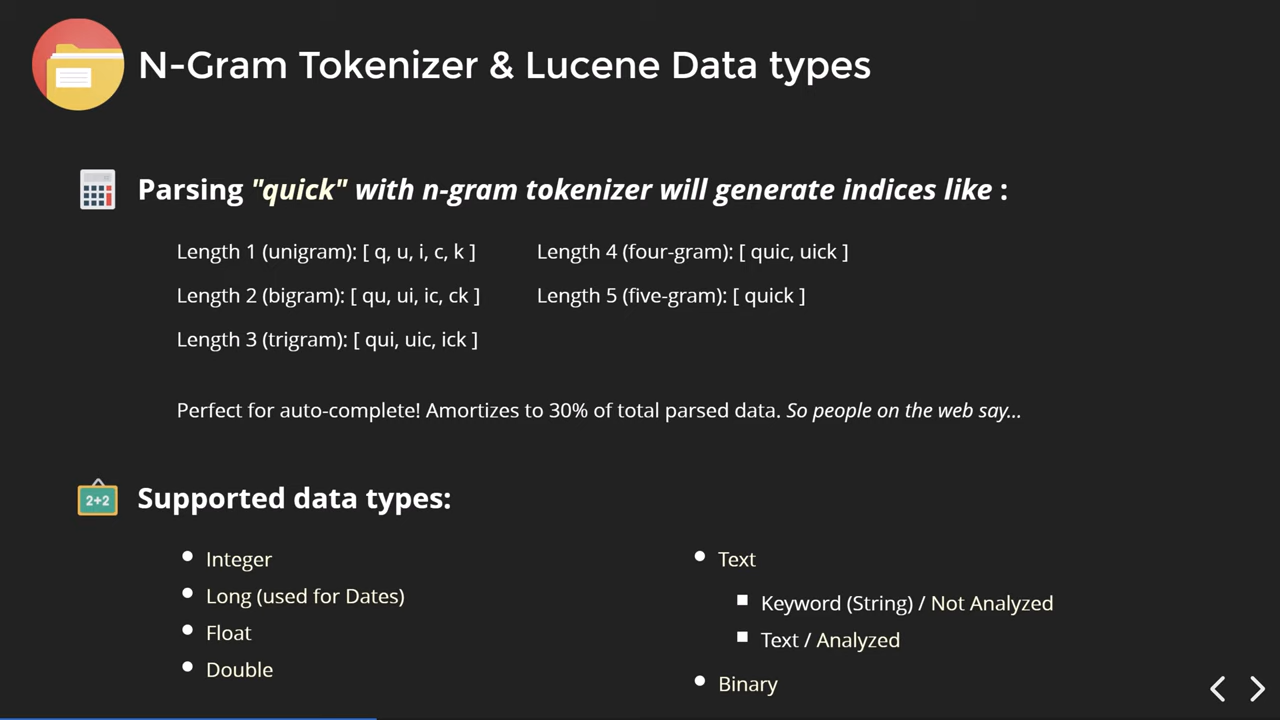 N-Gram Tokenizer & Lucene Data types
Parsing "quick" with n-gram tokenizer will generate indices like :
Length 1 (unigram): [ q, u, i, c, k ]
Length 2 (bigram): [ qu, ui, ic, ck ]
Length 3 (trigram): [ qui, uic, ick ]
Length 4 (four-gram): [ quic, uick ]
Length 5 (five-gram): [ quick ]
Perfect for auto-complete! Amortizes to 30% of total parsed data. So people on the web say...
2+2
Supported data types:
Integer
Long (used for Dates)
Float
Double
Text
Keyword (String) / Not Analyzed
Text / Analyzed
Binary